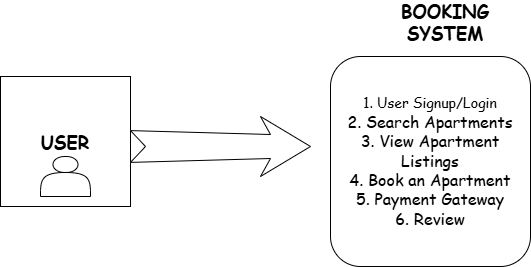 BOOKING
SYSTEM
USER
1. User Signup/Login
2. Search Apartments
3. View Apartment
Listings
4. Book an Apartment
5. Payment Gateway
6. Review